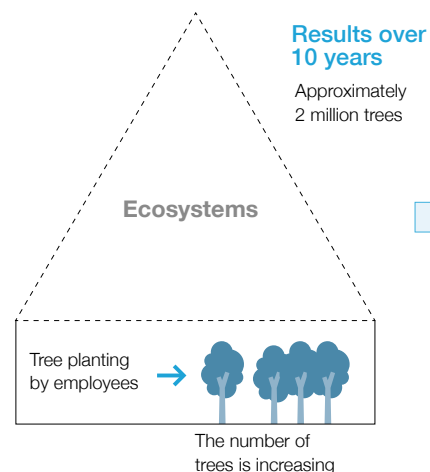 Results over
10 years
Approximately
2 million trees
Ecosystems
Tree planting
by employees
The number of
trees is increasing